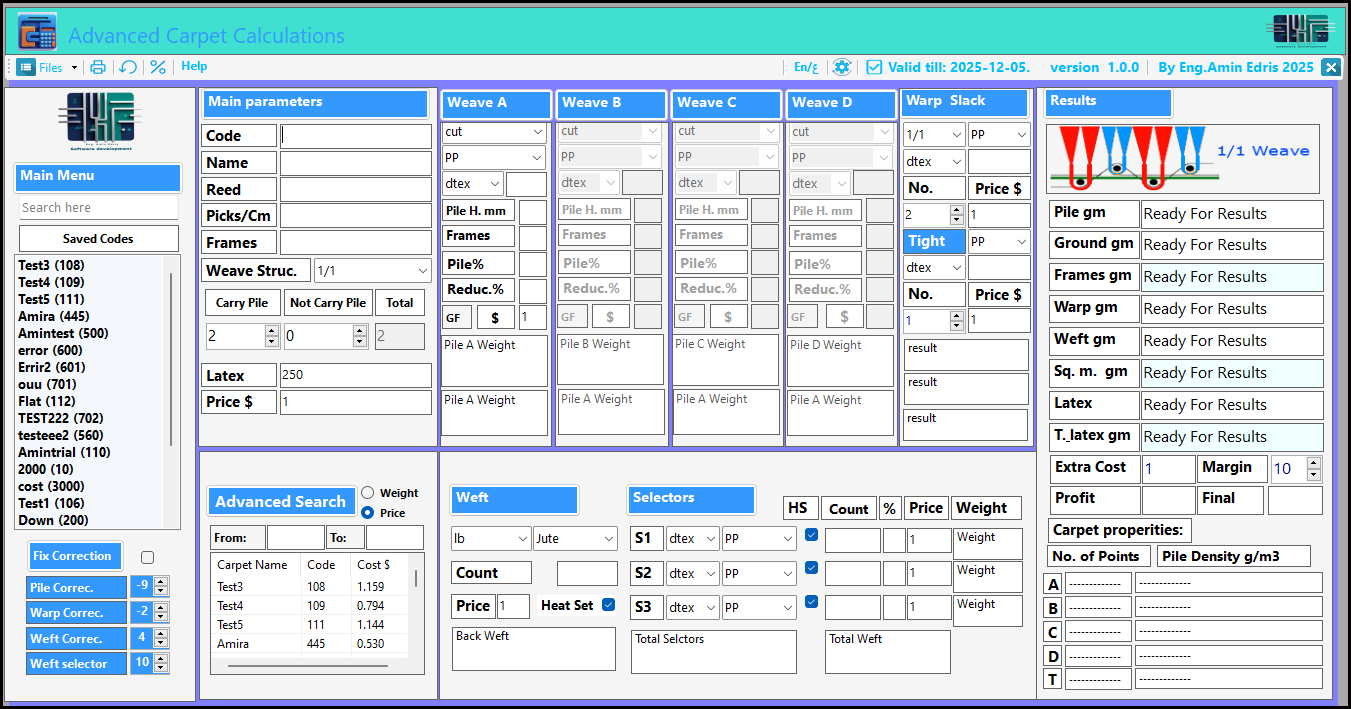 Advanced Carpet Calculations
Files
Help
En/ع
Valid till: 2025-12-05.
version 1.0.0
By Eng.Amin Edris 2025
Software development
Main Menu
Search here
Saved Codes
Test3 (108)
Test4 (109)
Test5 (111)
Amira (445)
Amintest (500)
error (600)
Errir2 (601)
ouu (701)
Flat (112)
TEST222 (702)
testeee2 (560)
Amintrial (110)
2000 (10)
cost (3000)
Test1 (106)
Down (200)
Fix Correction
Pile Correc. -9
Warp Correc. -2
Weft Correc. 4
Weft selector 10
Main parameters
Code
Name
Reed
Picks/Cm
Frames
Weave Struc. 1/1
Carry Pile Not Carry Pile Total
2 0 2
Latex 250
Price $ 1
Weave A
cut
PP
dtex
Pile H. mm
Frames
Pile%
Reduc.%
GF $ 1
Pile A Weight
Pile A Weight
Weave B
cut
PP
dtex
Pile H. mm
Frames
Pile%
Reduc.%
GF $
Pile B Weight
Pile A Weight
Weave C
cut
PP
dtex
Pile H. mm
Frames
Pile%
Reduc.%
GF $
Pile C Weight
Pile A Weight
Weave D
cut
PP
dtex
Pile H. mm
Frames
Pile%
Reduc.%
GF $
Pile D Weight
Pile A Weight
Warp Slack
1/1 PP
dtex
No. Price $
2 1
Tight PP
dtex
No. Price $
1 1
result
result
result
Results
1/1 Weave
Pile gm Ready For Results
Ground gm Ready For Results
Frames gm Ready For Results
Warp gm Ready For Results
Weft gm Ready For Results
Sq. m. gm Ready For Results
Latex Ready For Results
T._latex gm Ready For Results
Extra Cost 1 Margin 10
Profit Final
Carpet properities:
No. of Points Pile Density g/m3
A ------------- -------------
B ------------- -------------
C ------------- -------------
D ------------- -------------
T ------------- -------------
Advanced Search
Weight
Price
From: To:
Carpet Name Code Cost $
Test3 108 1.159
Test4 109 0.794
Test5 111 1.144
Amira 445 0.530
Weft
lb Jute
Count
Price 1 Heat Set
Back Weft
Selectors
HS Count % Price Weight
S1 dtex PP 1 Weight
S2 dtex PP 1 Weight
S3 dtex PP 1 Weight
Total Selctors
Total Weft